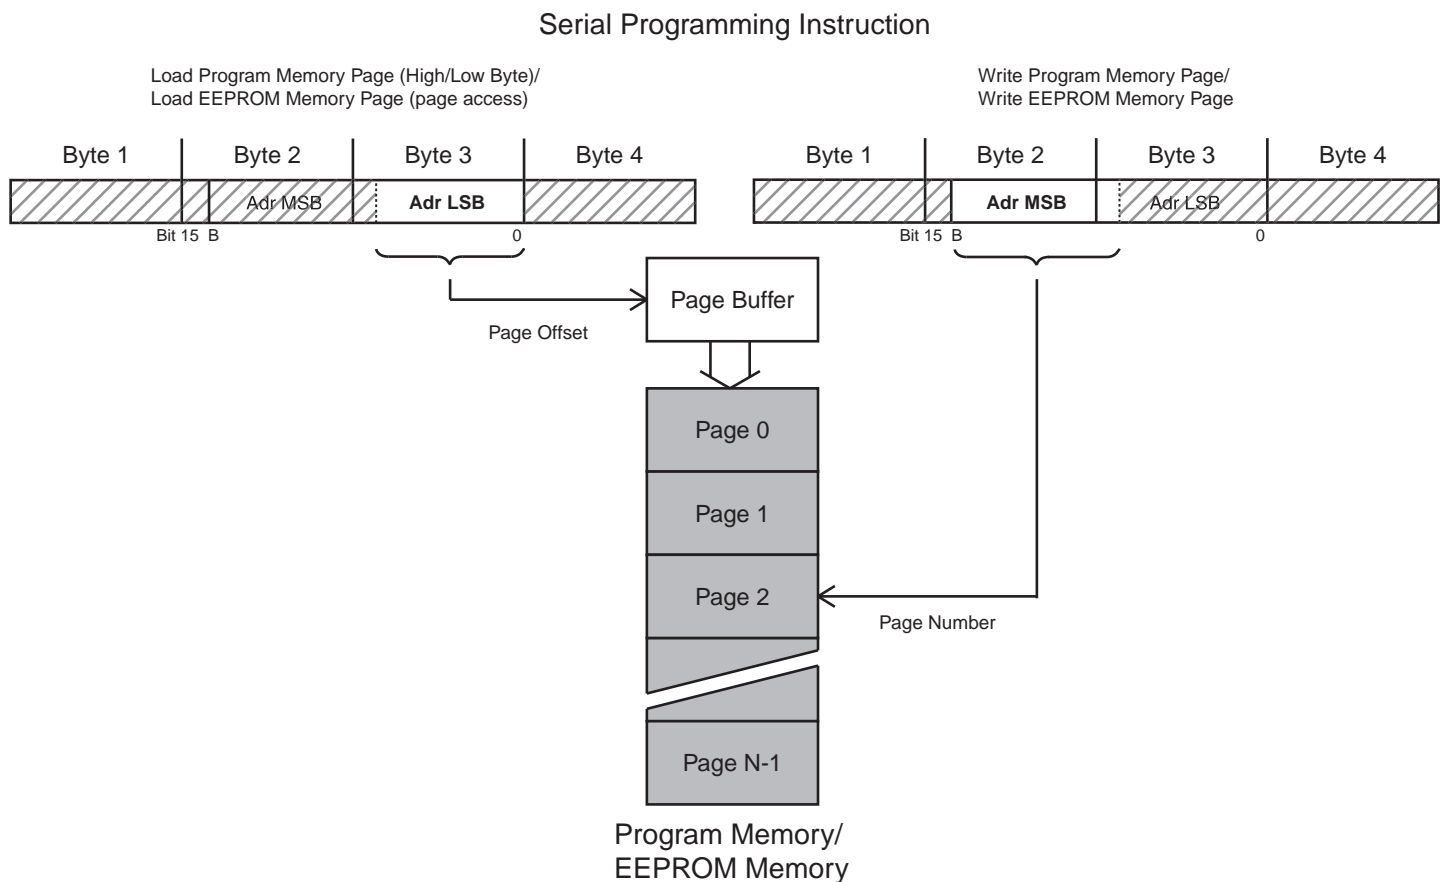 Serial Programming Instruction
Load Program Memory Page (High/Low Byte)/
Load EEPROM Memory Page (page access)
Write Program Memory Page/
Write EEPROM Memory Page
Byte 1 Byte 2 Byte 3 Byte 4
Adr MSB Adr LSB
Bit 15 B 0
Byte 1 Byte 2 Byte 3 Byte 4
Adr MSB Adr LSB
Bit 15 B 0
Page Buffer
Page Offset
Page 0
Page 1
Page 2
Page Number
Page N-1
Program Memory/
EEPROM Memory